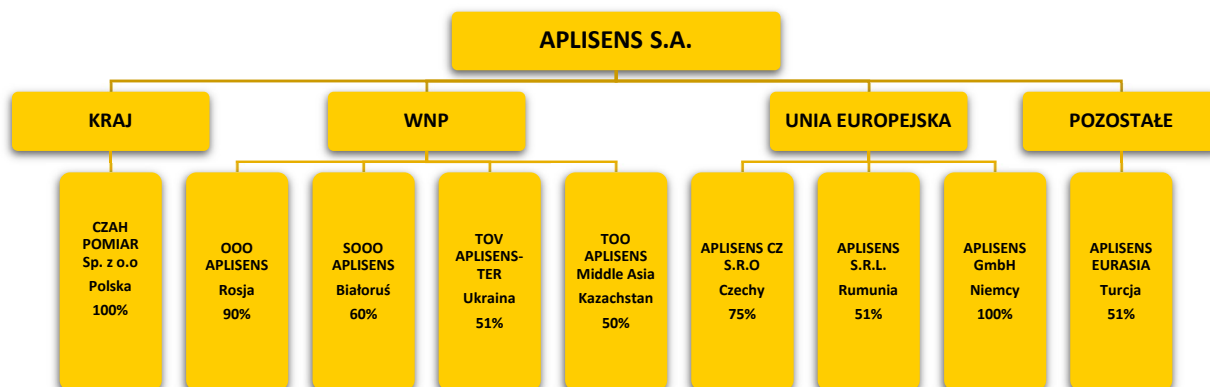 APLISENS S.A.
KRAJ
WNP
UNIA EUROPEJSKA
POZOSTAŁE
CZAH
POMIAR
Sp. z o.o
Polska
100%
OOO
APLISENS
Rosja
90%
SOOO
APLISENS
Białoruś
60%
TOV
APLISENS-
TER
Ukraina
51%
TOO
APLISENS
Middle Asia
Kazachstan
50%
APLISENS CZ
S.R.O
Czechy
75%
APLISENS
S.R.L.
Rumunia
51%
APLISENS
GmbH
Niemcy
100%
APLISENS
EURASIA
Turcja
51%